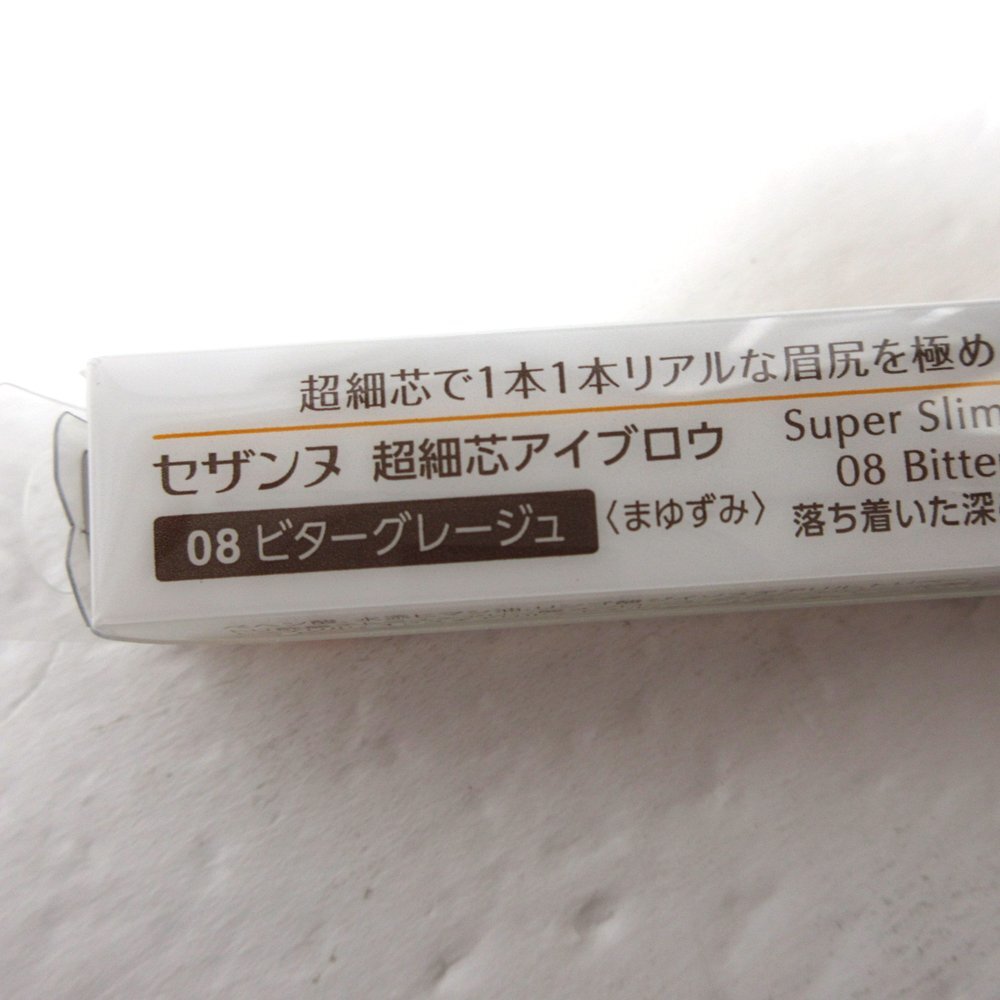 超細芯で1本1本リアルな眉尻を極め
セザンヌ 超細芯アイブロウ
08 ビターグレージュ
〈まゆずみ〉
Super Slim
08 Bitter
落ち着いた深